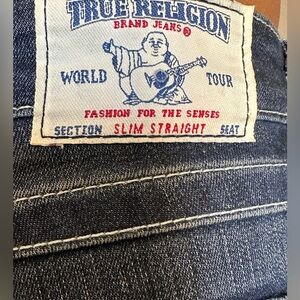 TRUE RELIGION
BRAND JEANS®
WORLD TOUR
FASHION FOR THE SENSES
SECTION SLIM STRAIGHT SEAT